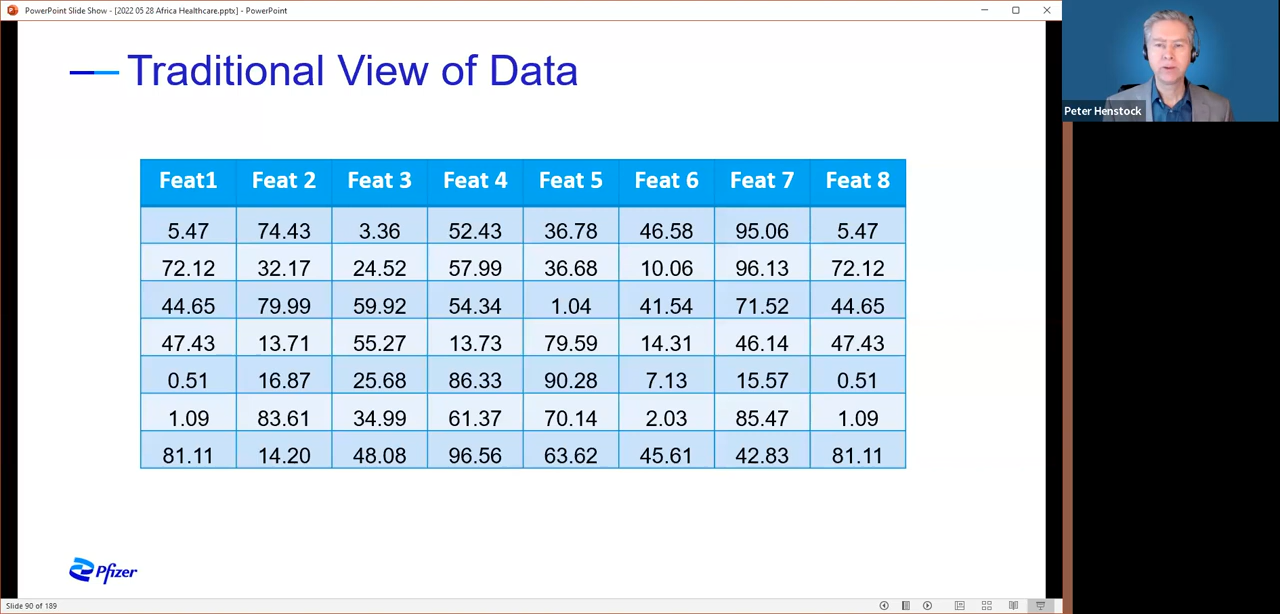 PowerPoint Slide Show - [2022 05 28 Africa Healthcare.pptx] - PowerPoint
Traditional View of Data
Peter Henstock
Feat1 Feat 2 Feat 3 Feat 4 Feat 5 Feat 6 Feat 7 Feat 8
5.47 74.43 3.36 52.43 36.78 46.58 95.06 5.47
72.12 32.17 24.52 57.99 36.68 10.06 96.13 72.12
44.65 79.99 59.92 54.34 1.04 41.54 71.52 44.65
47.43 13.71 55.27 13.73 79.59 14.31 46.14 47.43
0.51 16.87 25.68 86.33 90.28 7.13 15.57 0.51
1.09 83.61 34.99 61.37 70.14 2.03 85.47 1.09
81.11 14.20 48.08 96.56 63.62 45.61 42.83 81.11
Pfizer
Slide 90 of 189